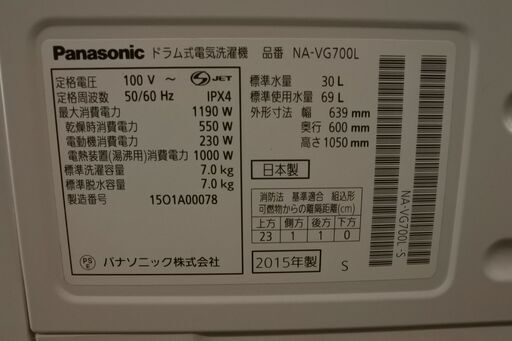 Panasonic ドラム式電気洗濯機 品番 NA-VG700L
定格電圧 100 V ～ S JET
定格周波数 50/60 Hz IPX4
最大消費電力 1190 W
乾燥時消費電力 550 W
電動機消費電力 230 W
電熱装置(湯沸用)消費電力 1000 W
標準洗濯容量 7.0 kg
標準脱水容量 7.0 kg
製造番号 15O1A00078
PS E パナソニック株式会社
標準水量 30 L
標準使用水量 69 L
外形寸法 幅 639 mm
奥行 600 mm
高さ 1050 mm
日本製
消防法 基準適合 組込形
可燃物からの離隔距離(cm)
上方 側方 後方 下方
23 1 1 0
2015年製 S
NA-VG700L-S